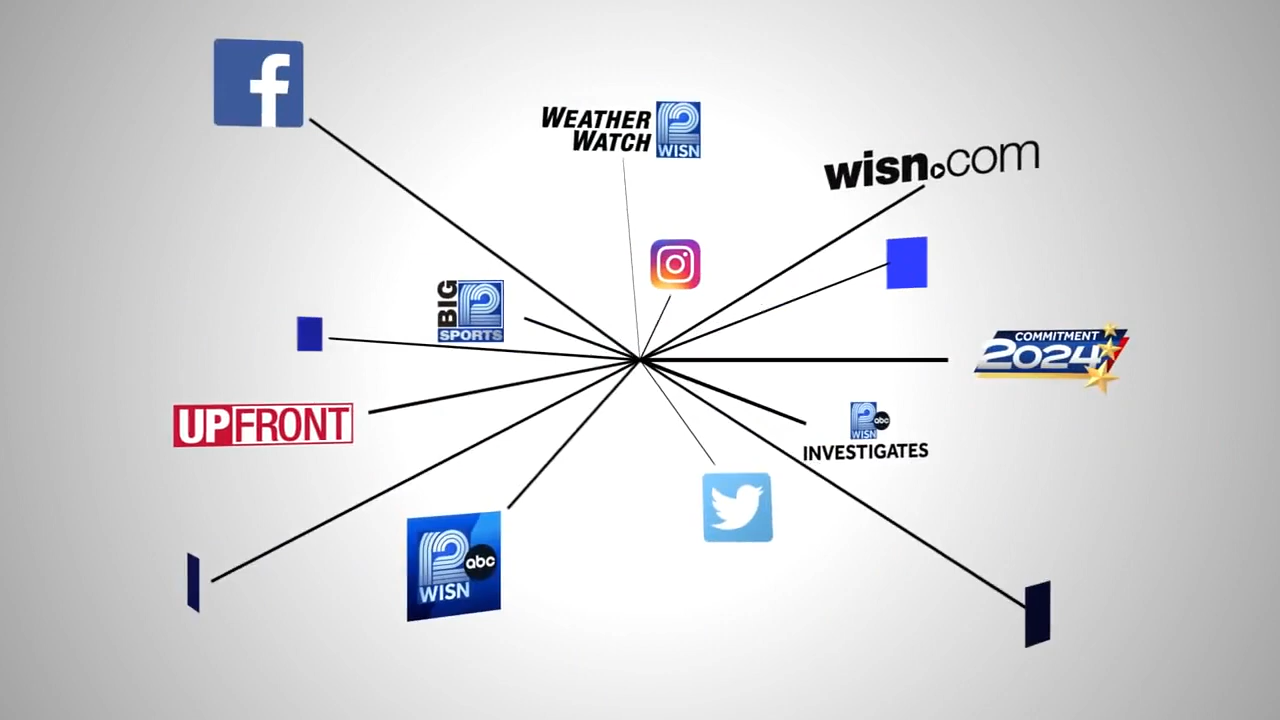 f
WEATHER
WATCH
12
WISN
wisn.com
BIG
12
SPORTS
COMMITMENT
2024
UPFRONT
12
abc
WISN
INVESTIGATES
12
abc
WISN